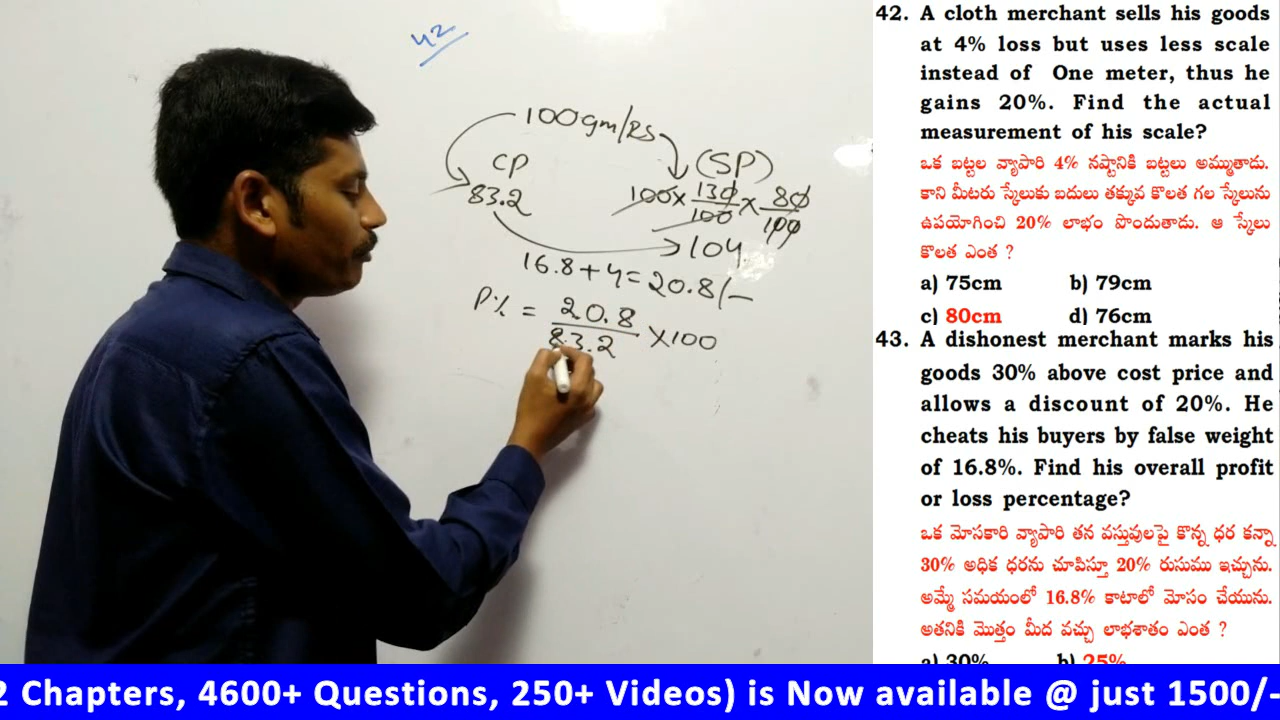 42
100gm/RS
CP
(SP)
83.2
100 x 130/100 x 80/100
104
16.8 + 4 = 20.8/-
P% = 20.8/83.2 x 100
42. A cloth merchant sells his goods
at 4% loss but uses less scale
instead of One meter, thus he
gains 20%. Find the actual
measurement of his scale?
ఒక బట్టల వ్యాపారి 4% నష్టానికి బట్టలు అమ్ముతాడు.
కాని మీటరు స్కేలుకు బదులు తక్కువ కొలత గల స్కేలును
ఉపయోగించి 20% లాభం పొందుతాడు. ఆ స్కేలు
కొలత ఎంత ?
a) 75cm b) 79cm
c) 80cm d) 76cm
43. A dishonest merchant marks his
goods 30% above cost price and
allows a discount of 20%. He
cheats his buyers by false weight
of 16.8%. Find his overall profit
or loss percentage?
ఒక మోసకారి వ్యాపారి తన వస్తువులపై కొన్న ధర కన్నా
30% అధిక ధరను చూపిస్తూ 20% రుసుము ఇచ్చును.
అమ్మే సమయంలో 16.8% కాటాలో మోసం చేయును.
అతనికి మొత్తం మీద వచ్చు లాభశాతం ఎంత ?
a) 30% b) 25%
2 Chapters, 4600+ Questions, 250+ Videos) is Now available @ just 1500/-